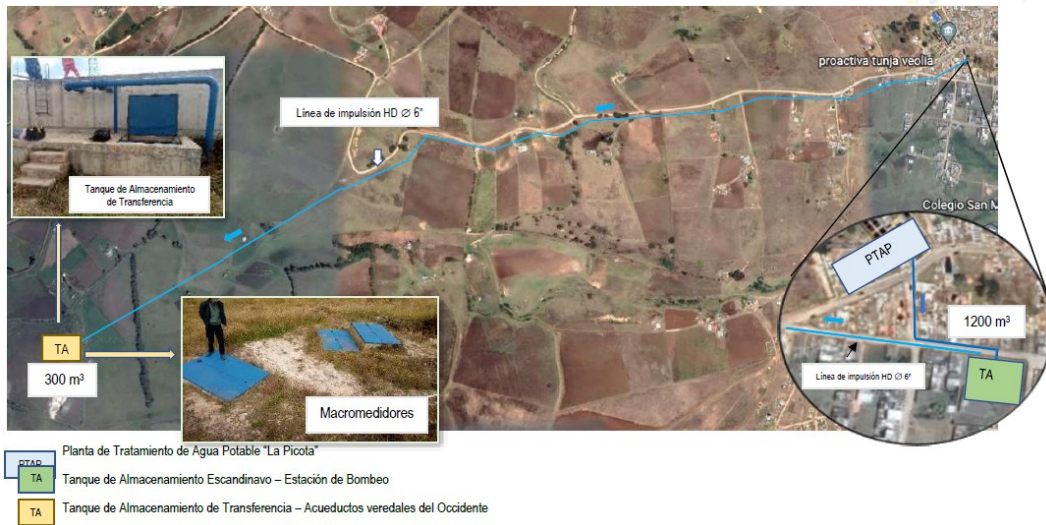 proactiva tunja veolia
Línea de impulsión HD Ø 6"
Tanque de Almacenamiento
de Transferencia
Colegio San M
PTAP
1200 m³
TA
300 m³
Línea de impulsión HD Ø 6"
TA
Macromedidores
Planta de Tratamiento de Agua Potable "La Picota"
PTAP
TA
Tanque de Almacenamiento Escandinavo – Estación de Bombeo
TA
Tanque de Almacenamiento de Transferencia – Acueductos veredales del Occidente